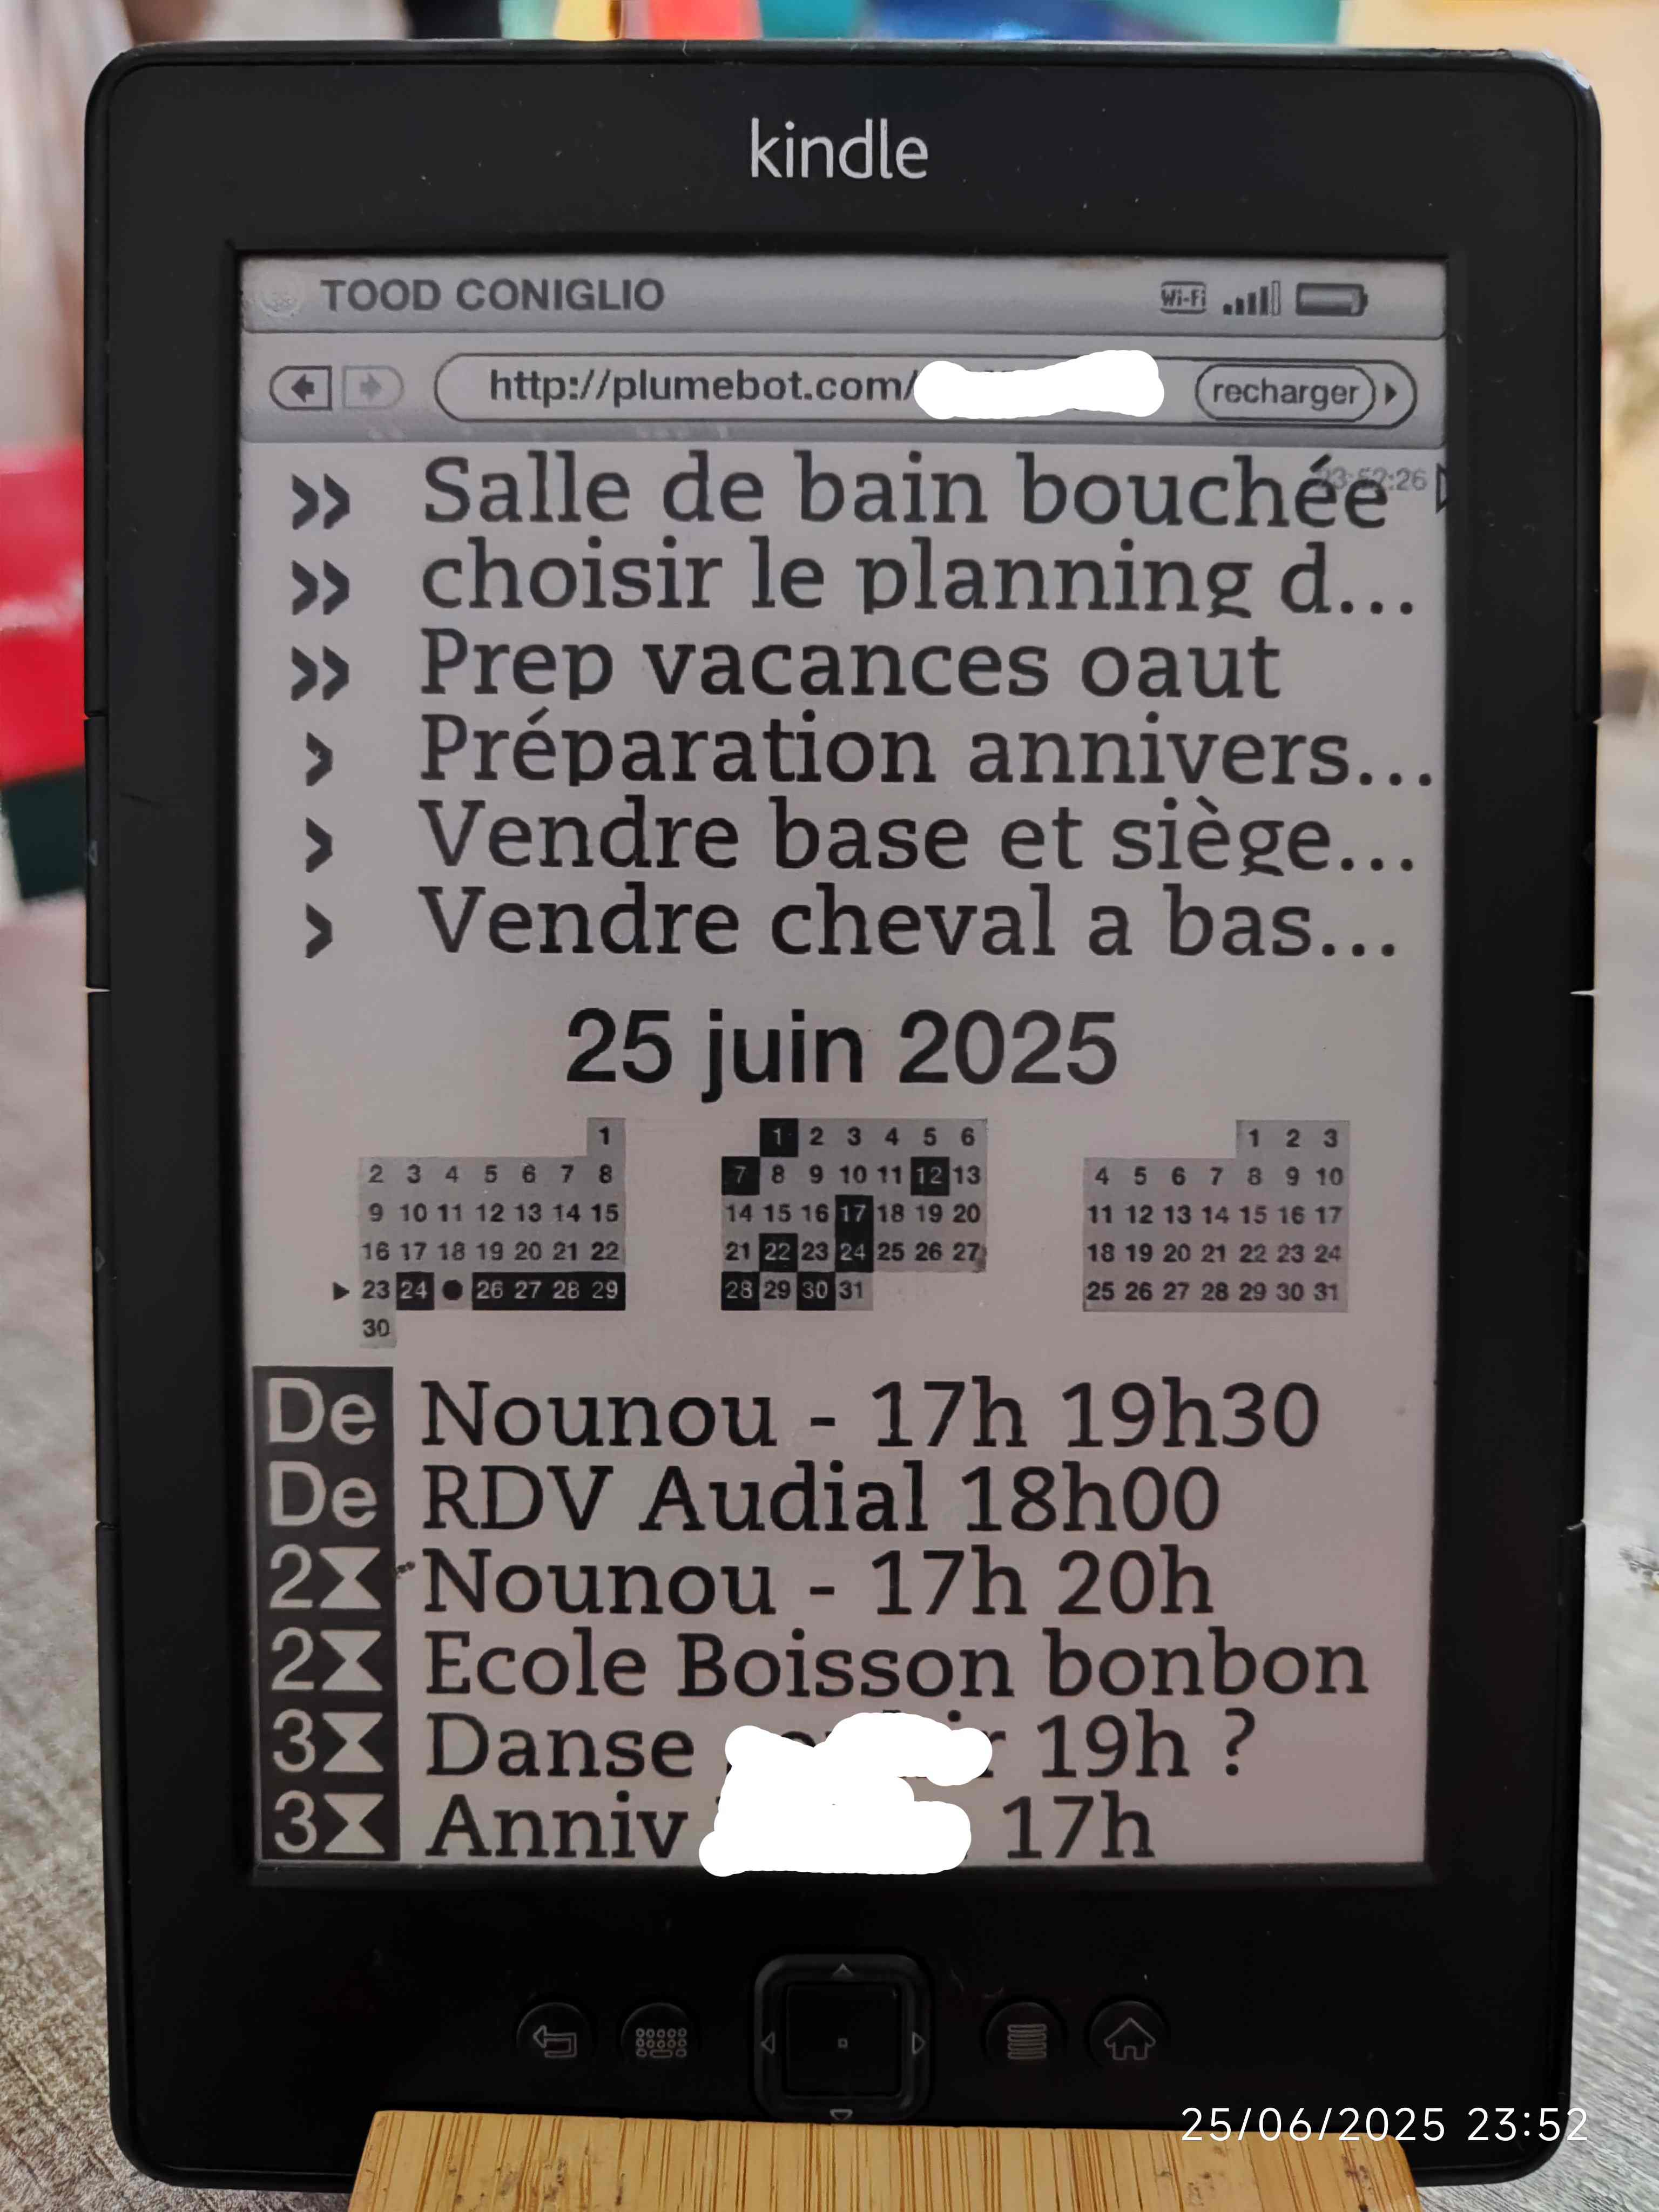 kindle
TOOD CONIGLIO
Wi-Fi
http://plumebot.com/
recharger
23:52:26
» Salle de bain bouchée
» choisir le planning d...
» Prep vacances oaut
› Préparation annivers...
› Vendre base et siège...
› Vendre cheval a bas...
25 juin 2025
1
2 3 4 5 6 7 8
9 10 11 12 13 14 15
16 17 18 19 20 21 22
23 24 ● 26 27 28 29
30
1 2 3 4 5 6
7 8 9 10 11 12 13
14 15 16 17 18 19 20
21 22 23 24 25 26 27
28 29 30 31
1 2 3
4 5 6 7 8 9 10
11 12 13 14 15 16 17
18 19 20 21 22 23 24
25 26 27 28 29 30 31
De Nounou - 17h 19h30
De RDV Audial 18h00
2 Nounou - 17h 20h
2 Ecole Boisson bonbon
3 Danse 19h ?
3 Anniv 17h
25/06/2025 23:52